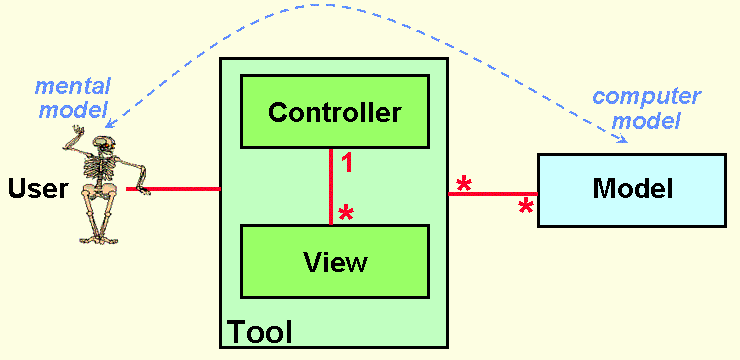 mental
model
computer
model
Controller
1
User
*
*
Model
*
View
Tool